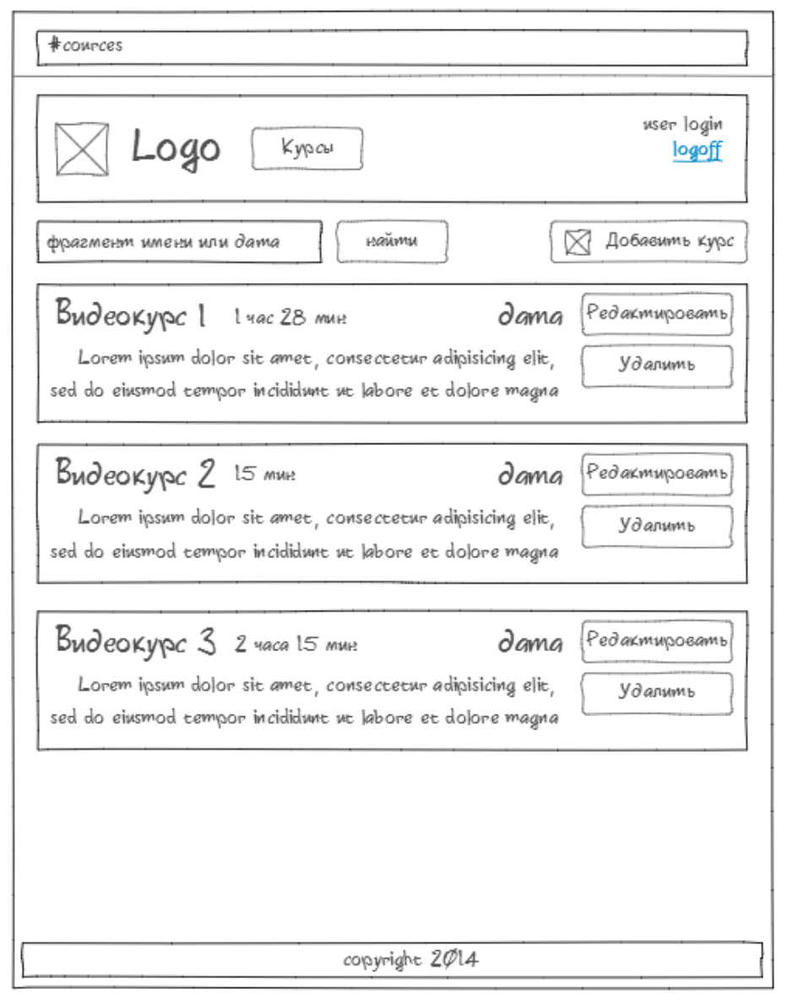 #cources
Logo
Курсы
user login
logoff
фрагмент имени или дата
найти
Добавить курс
Видеокурс 1 1 час 28 мин дата
Редактировать
Lorem ipsum dolor sit amet, consectetur adipisicing elit,
Удалить
sed do eiusmod tempor incididunt ut labore et dolore magna
Видеокурс 2 15 мин дата
Редактировать
Lorem ipsum dolor sit amet, consectetur adipisicing elit,
Удалить
sed do eiusmod tempor incididunt ut labore et dolore magna
Видеокурс 3 2 часа 15 мин дата
Редактировать
Lorem ipsum dolor sit amet, consectetur adipisicing elit,
Удалить
sed do eiusmod tempor incididunt ut labore et dolore magna
copyright 2014